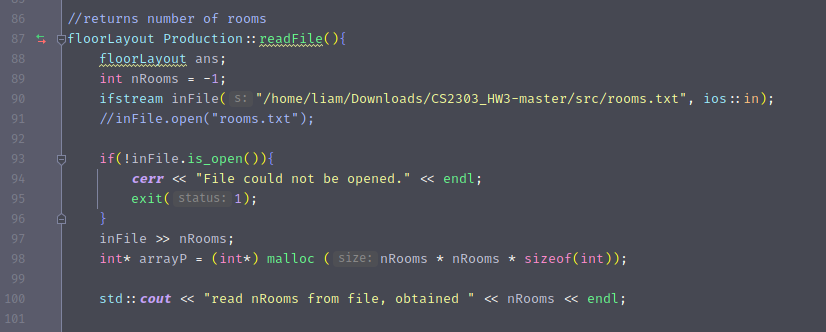 86 //returns number of rooms
87 floorLayout Production::readFile(){
88 floorLayout ans;
89 int nRooms = -1;
90 ifstream inFile( s: "/home/liam/Downloads/CS2303_HW3-master/src/rooms.txt", ios::in);
91 //inFile.open("rooms.txt");
92
93 if(!inFile.is_open()){
94 cerr << "File could not be opened." << endl;
95 exit( status: 1);
96 }
97 inFile >> nRooms;
98 int* arrayP = (int*) malloc ( size: nRooms * nRooms * sizeof(int));
99
100 std::cout << "read nRooms from file, obtained " << nRooms << endl;
101